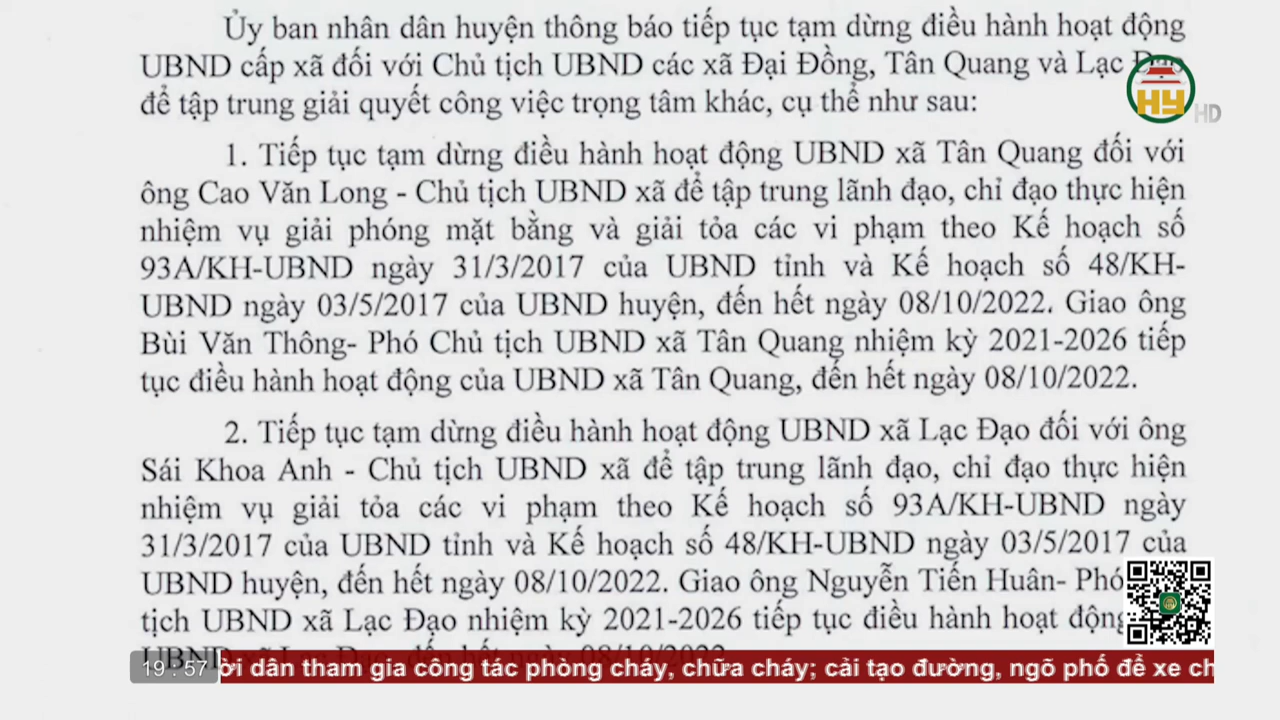 Ủy ban nhân dân huyện thông báo tiếp tục tạm dừng điều hành hoạt động
UBND cấp xã đối với Chủ tịch UBND các xã Đại Đồng, Tân Quang và Lạc
để tập trung giải quyết công việc trọng tâm khác, cụ thể như sau:
HY HD
1. Tiếp tục tạm dừng điều hành hoạt động UBND xã Tân Quang đối với
ông Cao Văn Long - Chủ tịch UBND xã để tập trung lãnh đạo, chỉ đạo thực hiện
nhiệm vụ giải phóng mặt bằng và giải tỏa các vi phạm theo Kế hoạch số
93A/KH-UBND ngày 31/3/2017 của UBND tỉnh và Kế hoạch số 48/KH-
UBND ngày 03/5/2017 của UBND huyện, đến hết ngày 08/10/2022. Giao ông
Bùi Văn Thông- Phó Chủ tịch UBND xã Tân Quang nhiệm kỳ 2021-2026 tiếp
tục điều hành hoạt động của UBND xã Tân Quang, đến hết ngày 08/10/2022.
2. Tiếp tục tạm dừng điều hành hoạt động UBND xã Lạc Đạo đối với ông
Sái Khoa Anh - Chủ tịch UBND xã để tập trung lãnh đạo, chỉ đạo thực hiện
nhiệm vụ giải tỏa các vi phạm theo Kế hoạch số 93A/KH-UBND ngày
31/3/2017 của UBND tỉnh và Kế hoạch số 48/KH-UBND ngày 03/5/2017 của
UBND huyện, đến hết ngày 08/10/2022. Giao ông Nguyễn Tiến Huân- Phó
tịch UBND xã Lạc Đạo nhiệm kỳ 2021-2026 tiếp tục điều hành hoạt động
19:57 ời dân tham gia công tác phòng cháy, chữa cháy; cải tạo đường, ngõ phố để xe ch